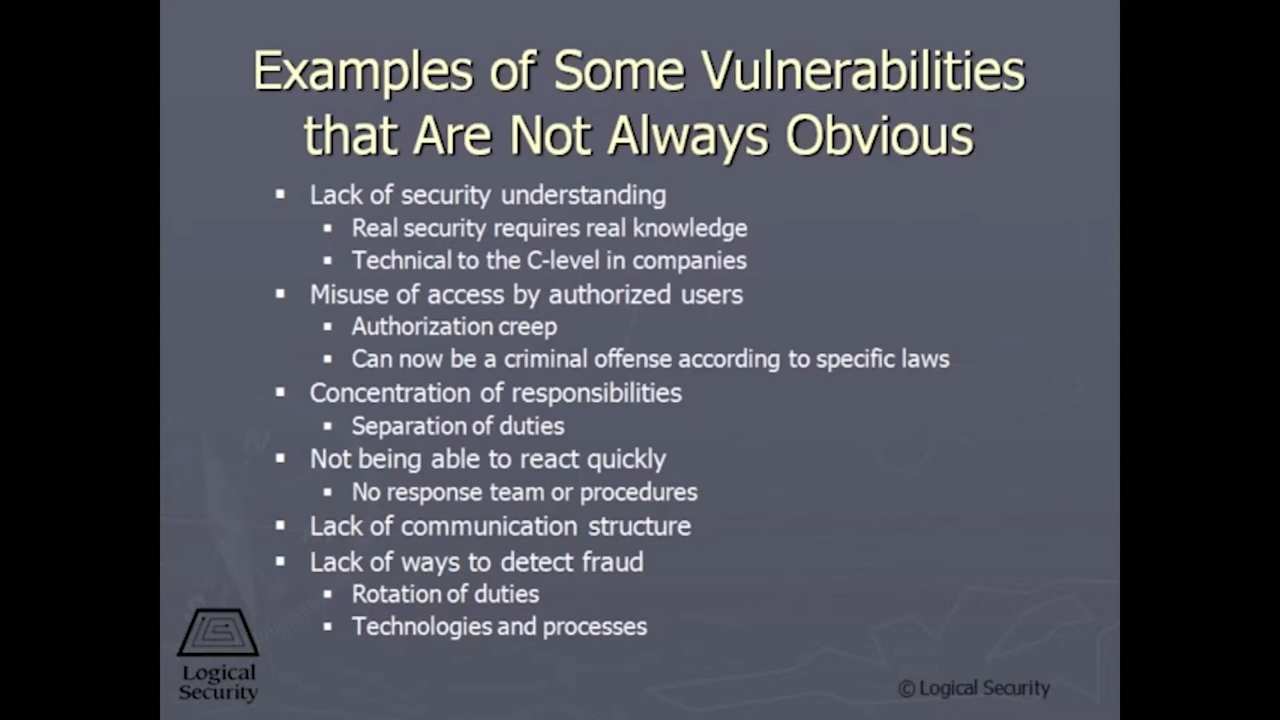 Examples of Some Vulnerabilities
that Are Not Always Obvious
▪ Lack of security understanding
▪ Real security requires real knowledge
▪ Technical to the C-level in companies
▪ Misuse of access by authorized users
▪ Authorization creep
▪ Can now be a criminal offense according to specific laws
▪ Concentration of responsibilities
▪ Separation of duties
▪ Not being able to react quickly
▪ No response team or procedures
▪ Lack of communication structure
▪ Lack of ways to detect fraud
▪ Rotation of duties
▪ Technologies and processes
Logical
Security
© Logical Security